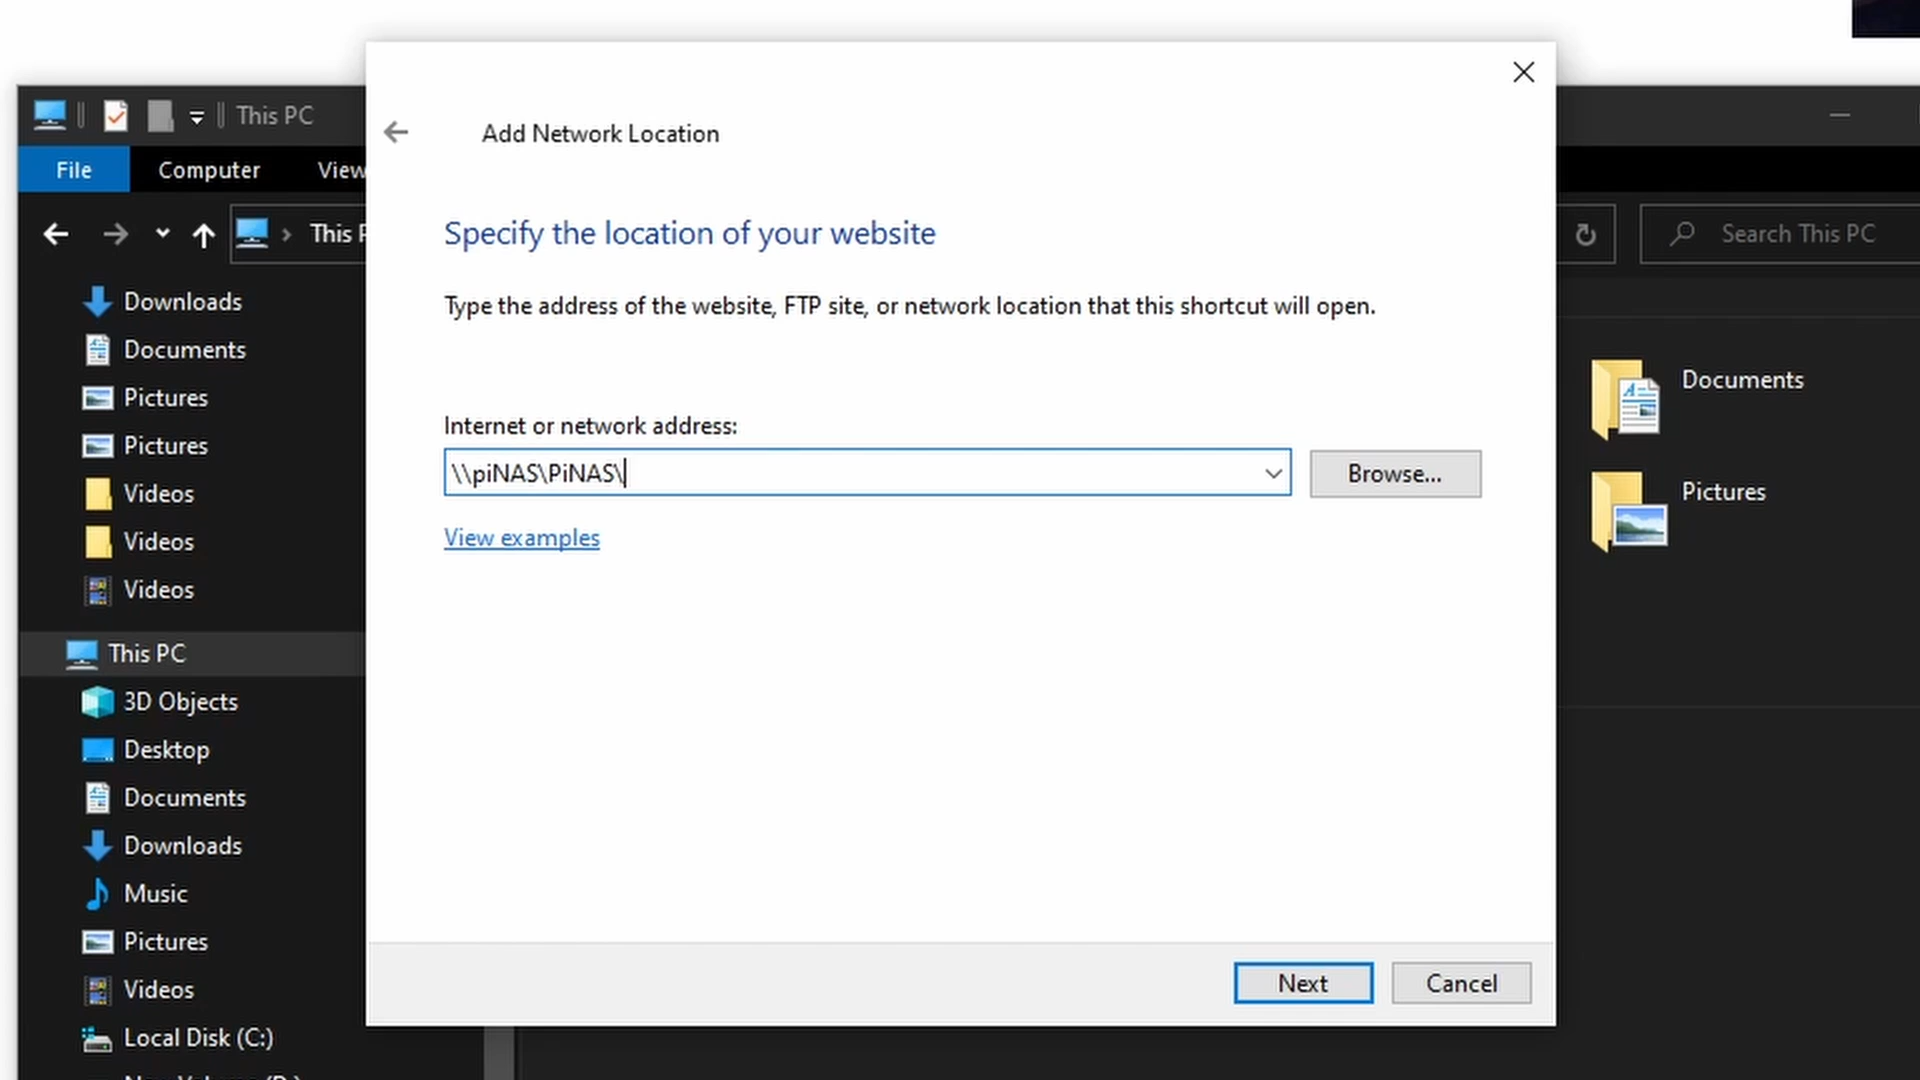 This PC
File
Computer
View
This P
Search This PC
Downloads
Documents
Pictures
Pictures
Videos
Videos
Videos
This PC
3D Objects
Desktop
Documents
Downloads
Music
Pictures
Videos
Local Disk (C:)
Add Network Location
Specify the location of your website
Type the address of the website, FTP site, or network location that this shortcut will open.
Internet or network address:
\\piNAS\PiNAS\
Browse...
View examples
Next
Cancel
Documents
Pictures